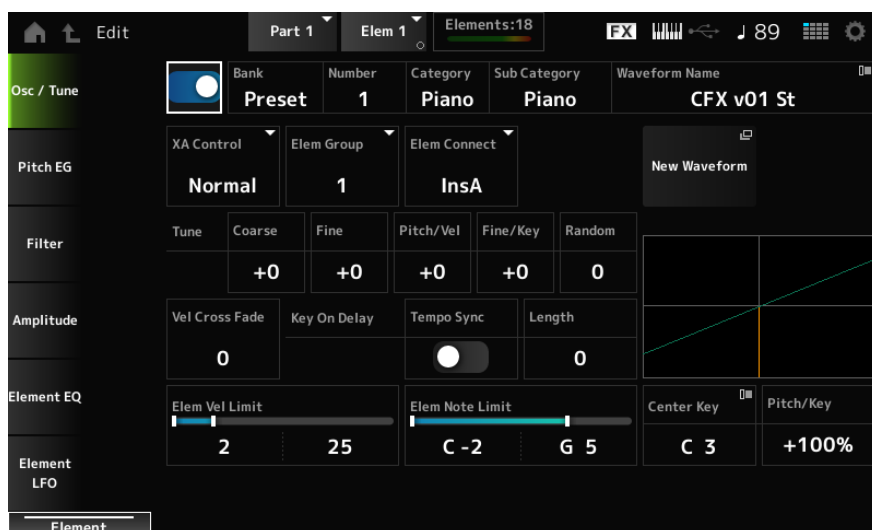 Edit
Part 1
Elem 1
Elements:18
FX
89
Osc / Tune
Pitch EG
Filter
Amplitude
Element EQ
Element
LFO
Element
Bank
Preset
Number
1
Category
Piano
Sub Category
Piano
Waveform Name
CFX v01 St
XA Control
Normal
Elem Group
1
Elem Connect
InsA
New Waveform
Tune
Coarse
+0
Fine
+0
Pitch/Vel
+0
Fine/Key
+0
Random
0
Vel Cross Fade
0
Key On Delay
Tempo Sync
Length
0
Elem Vel Limit
2
25
Elem Note Limit
C -2
G 5
Center Key
C 3
Pitch/Key
+100%